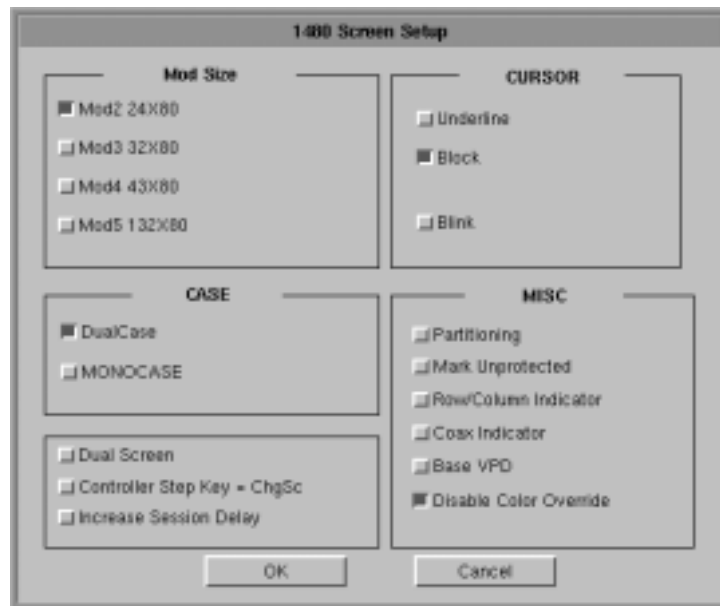 1480 Screen Setup
Mod Size
Mod2 24X80
Mod3 32X80
Mod4 43X80
Mod5 132X80
CURSOR
Underline
Block
Blink
CASE
DualCase
MONOCASE
MISC
Partitioning
Mark Unprotected
Row/Column Indicator
Coax Indicator
Base VPD
Disable Color Override
Dual Screen
Controller Step Key = ChgSc
Increase Session Delay
OK
Cancel